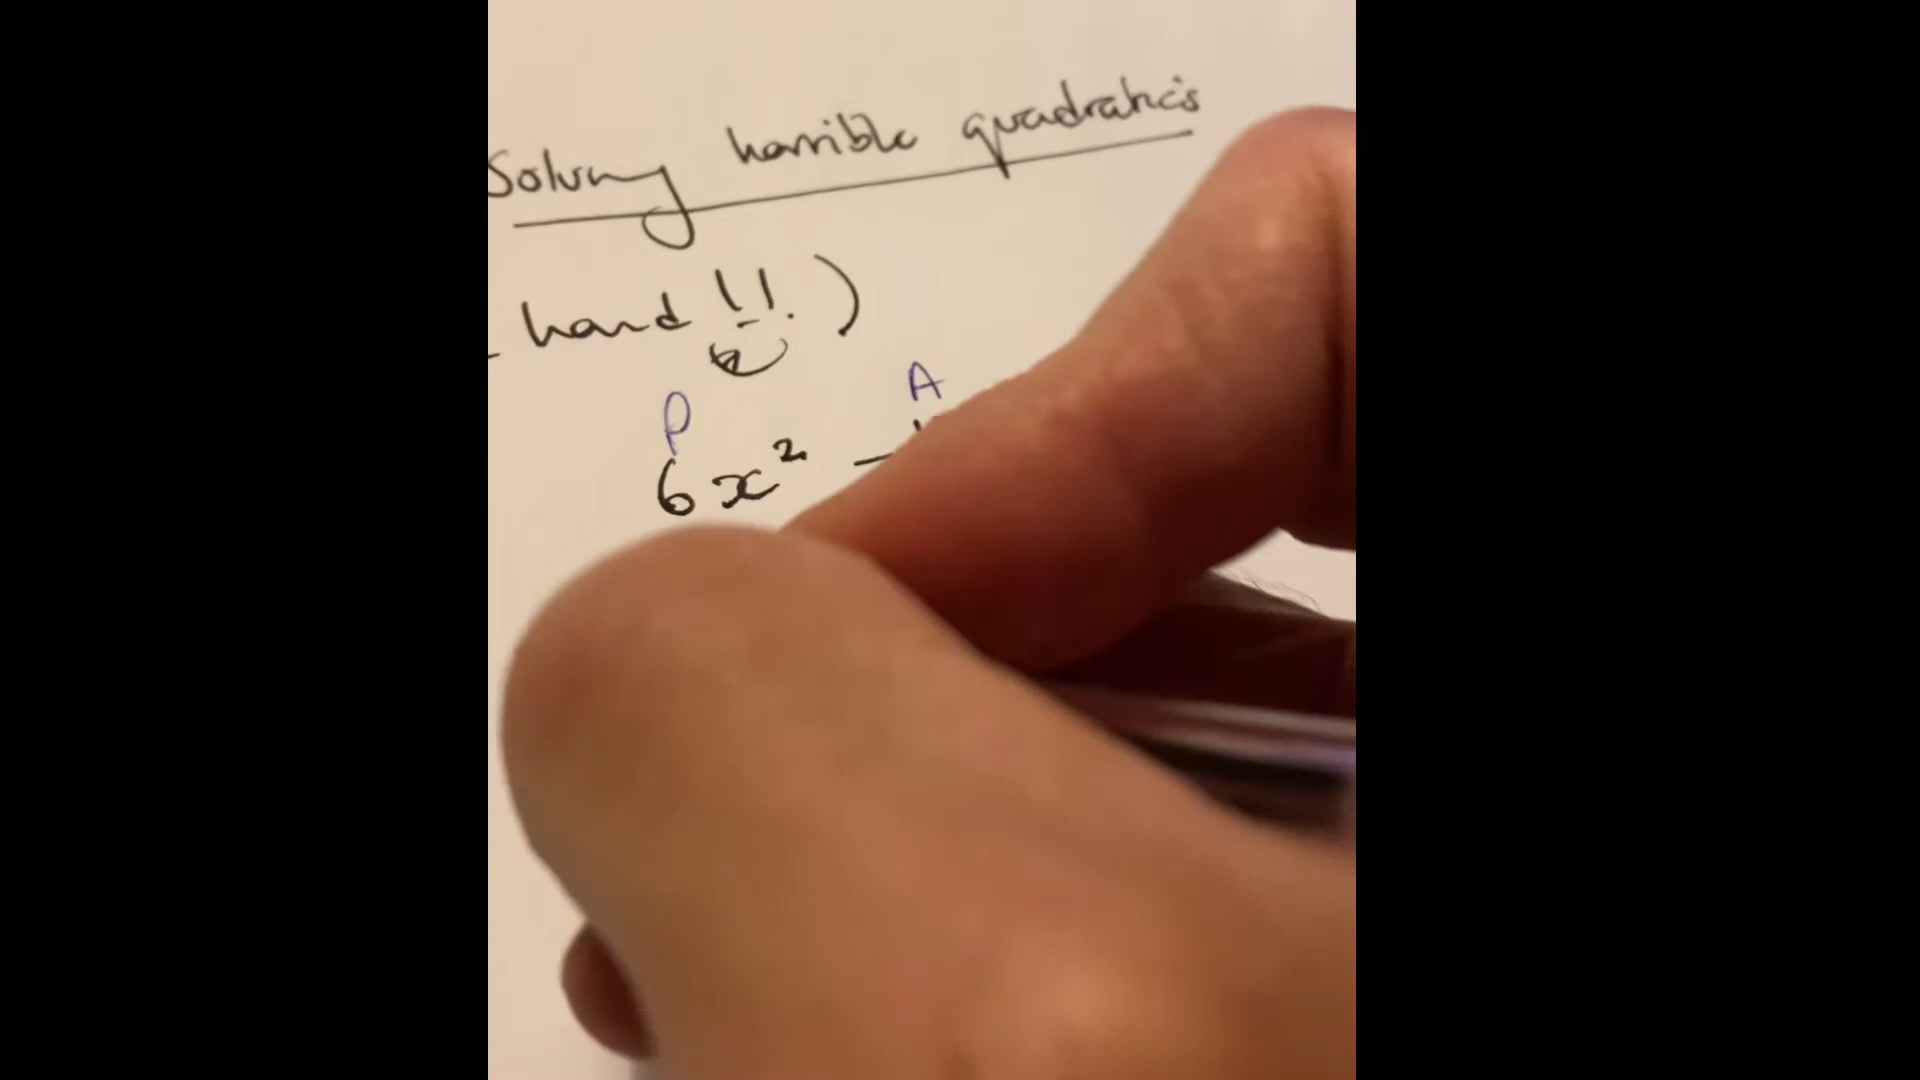 Solving horrible quadratics
hand !!)
P A
6x² -